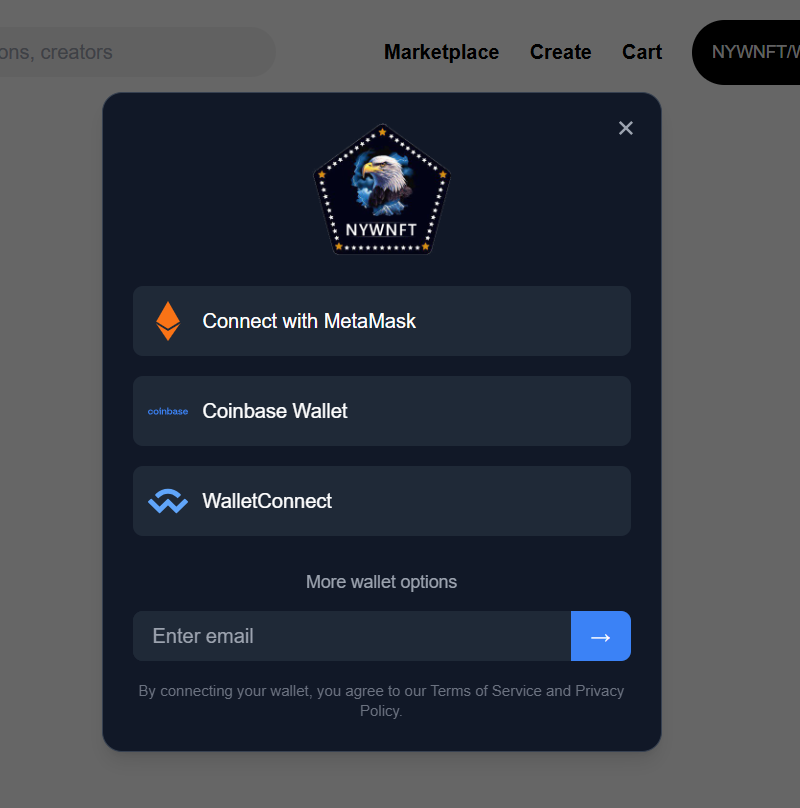 ons, creators
Marketplace
Create
Cart
NYWNFT/W
NYWNFT
Connect with MetaMask
coinbase
Coinbase Wallet
WalletConnect
More wallet options
Enter email
By connecting your wallet, you agree to our Terms of Service and Privacy
Policy.